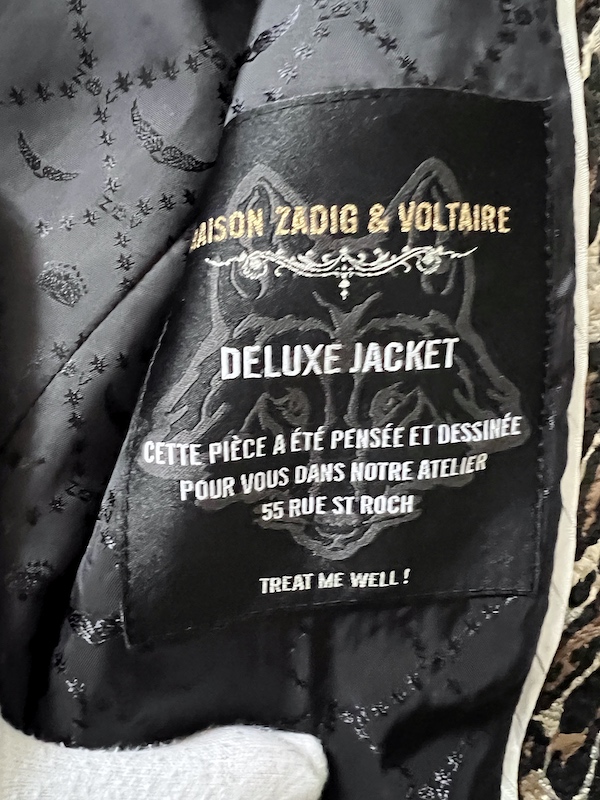 MAISON ZADIG & VOLTAIRE
DELUXE JACKET
CETTE PIÈCE A ÉTÉ PENSÉE ET DESSINÉE
POUR VOUS DANS NOTRE ATELIER
55 RUE ST ROCH
TREAT ME WELL!